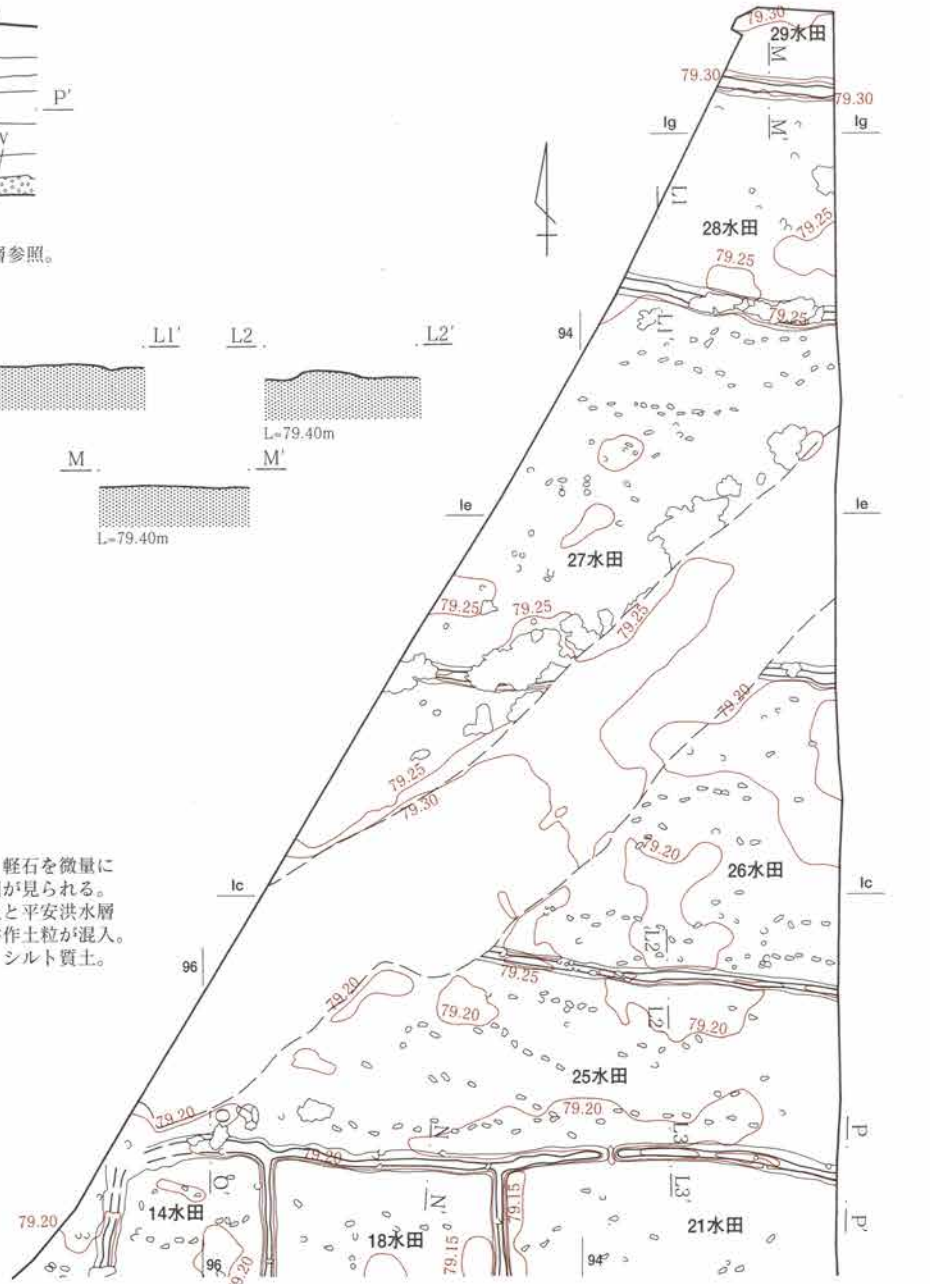 P'
層参照。
L1'
L2
L2'
L=79.40m
M
M'
L=79.40m
軽石を微量に
が見られる。
と平安洪水層
作土粒が混入。
シルト質土。
79.30
29水田
M
79.30
79.30
Ig
M'
Ig
L1
28水田
79.25
79.25
94
L1'
79.25
Ie
Ie
27水田
79.25
79.25
79.25
79.20
79.25
79.30
79.20
26水田
Ic
Ic
L2'
96
79.25
79.20
79.20
L2
79.20
25水田
79.20
79.20
O
N
L3
P
79.20
O'
14水田
N'
18水田
79.15
L3'
21水田
P'
79.20
96
79.20
79.15
94